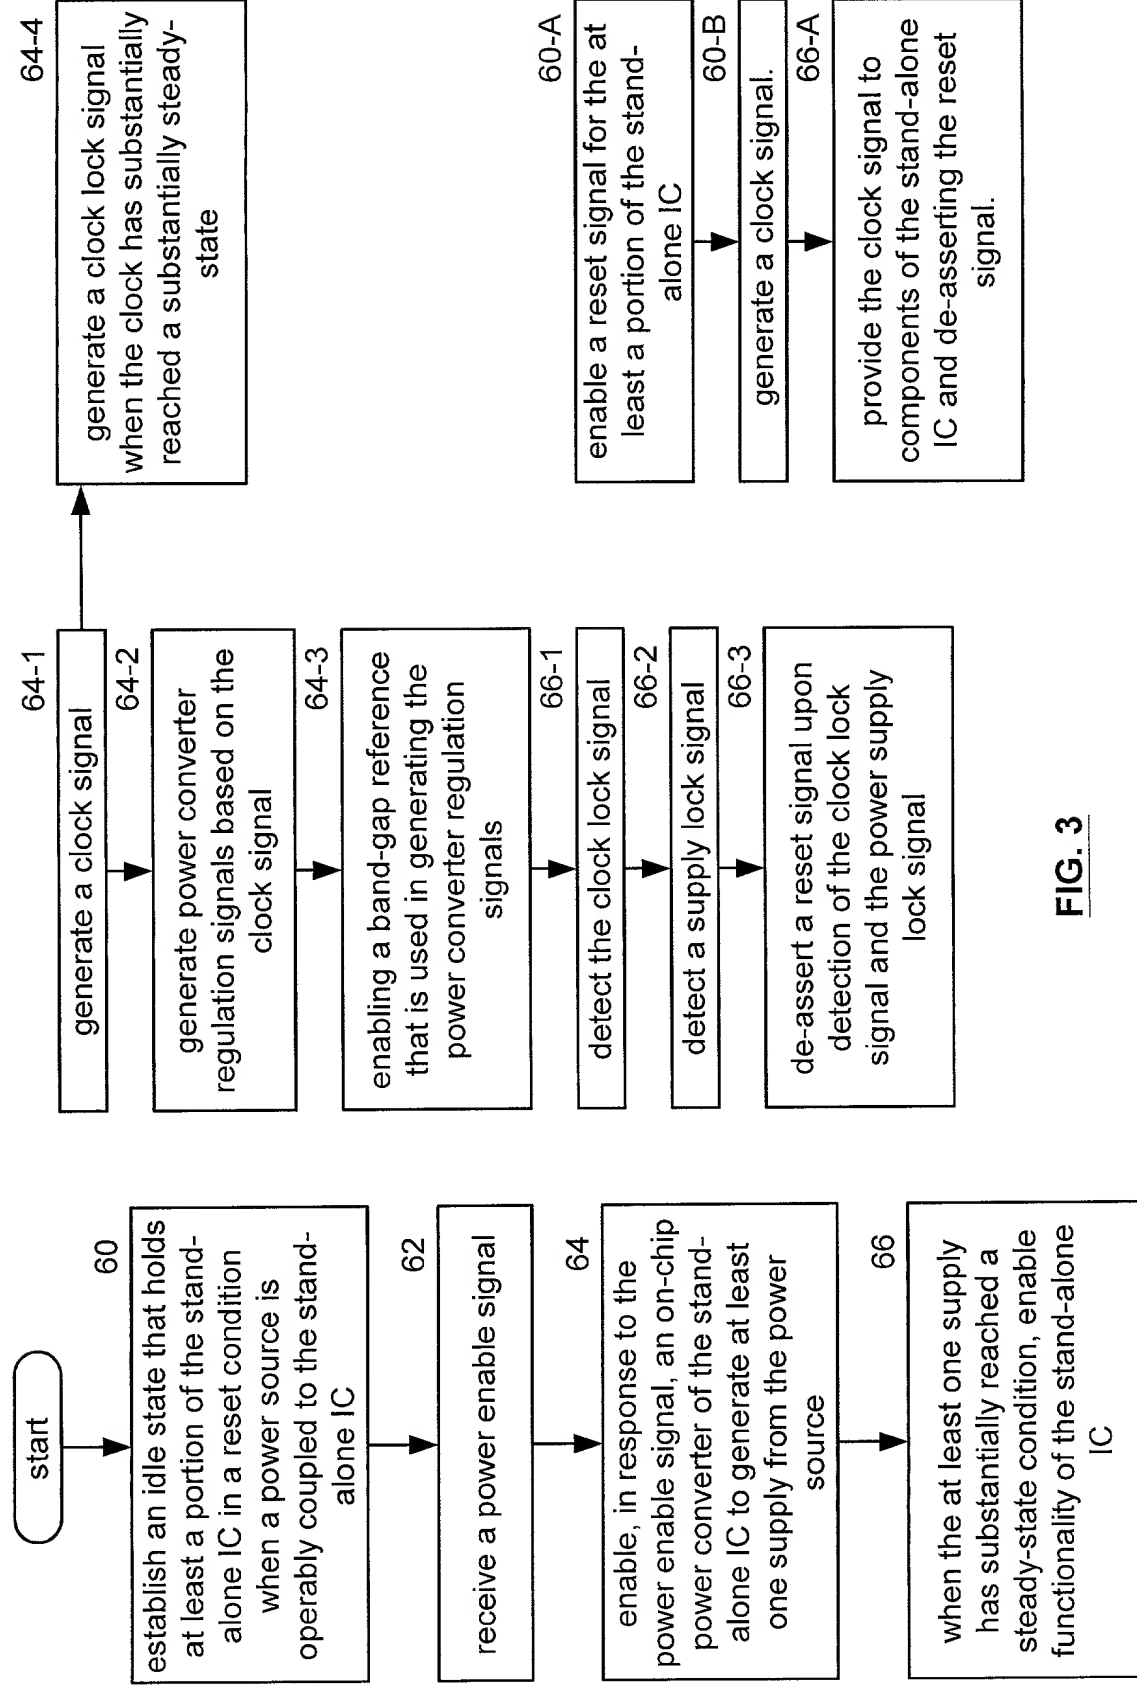 start
60
establish an idle state that holds
at least a portion of the stand-
alone IC in a reset condition
when a power source is
operably coupled to the stand-
alone IC
62
receive a power enable signal
64
enable, in response to the
power enable signal, an on-chip
power converter of the stand-
alone IC to generate at least
one supply from the power
source
66
when the at least one supply
has substantially reached a
steady-state condition, enable
functionality of the stand-alone
IC
64-1
generate a clock signal
64-2
generate power converter
regulation signals based on the
clock signal
64-3
enabling a band-gap reference
that is used in generating the
power converter regulation
signals
66-1
detect the clock lock signal
66-2
detect a supply lock signal
66-3
de-assert a reset signal upon
detection of the clock lock
signal and the power supply
lock signal
64-4
generate a clock lock signal
when the clock has substantially
reached a substantially steady-
state
60-A
enable a reset signal for the at
least a portion of the stand-
alone IC
60-B
generate a clock signal.
66-A
provide the clock signal to
components of the stand-alone
IC and de-asserting the reset
signal.
FIG. 3